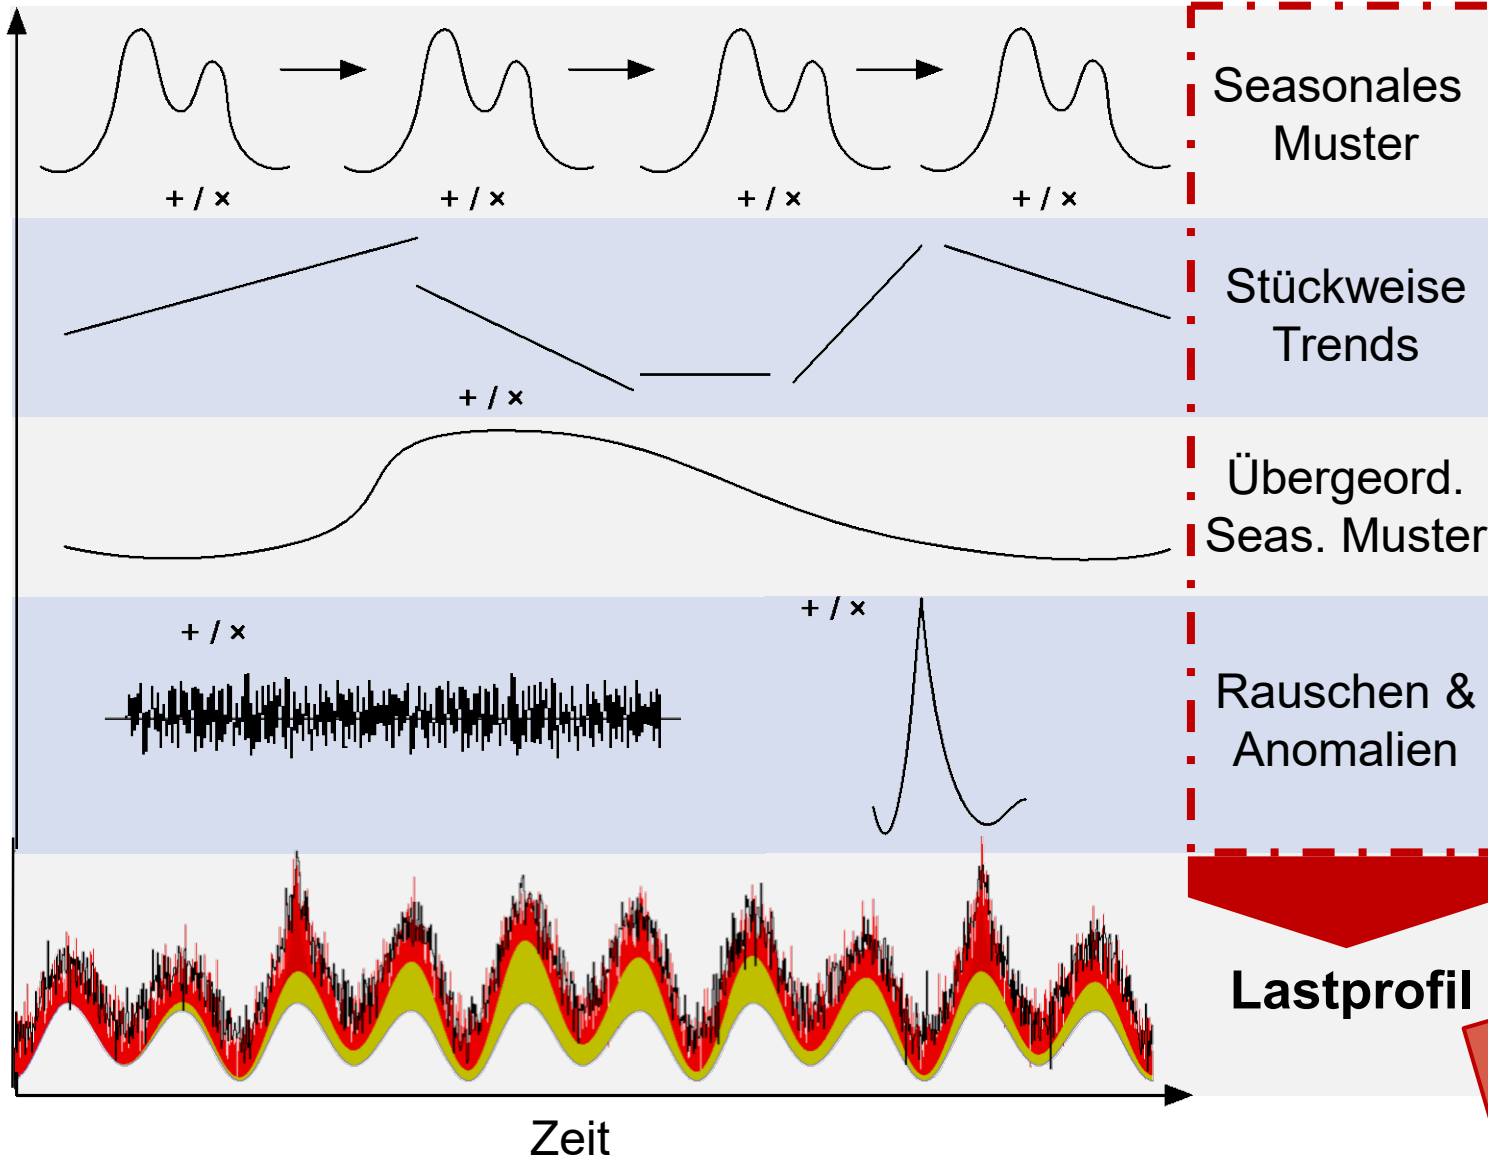 Seasonales
Muster
+ / × + / × + / × + / ×
Stückweise
Trends
+ / ×
Übergeord.
Seas. Muster
+ / × + / ×
Rauschen &
Anomalien
Lastprofil
Zeit